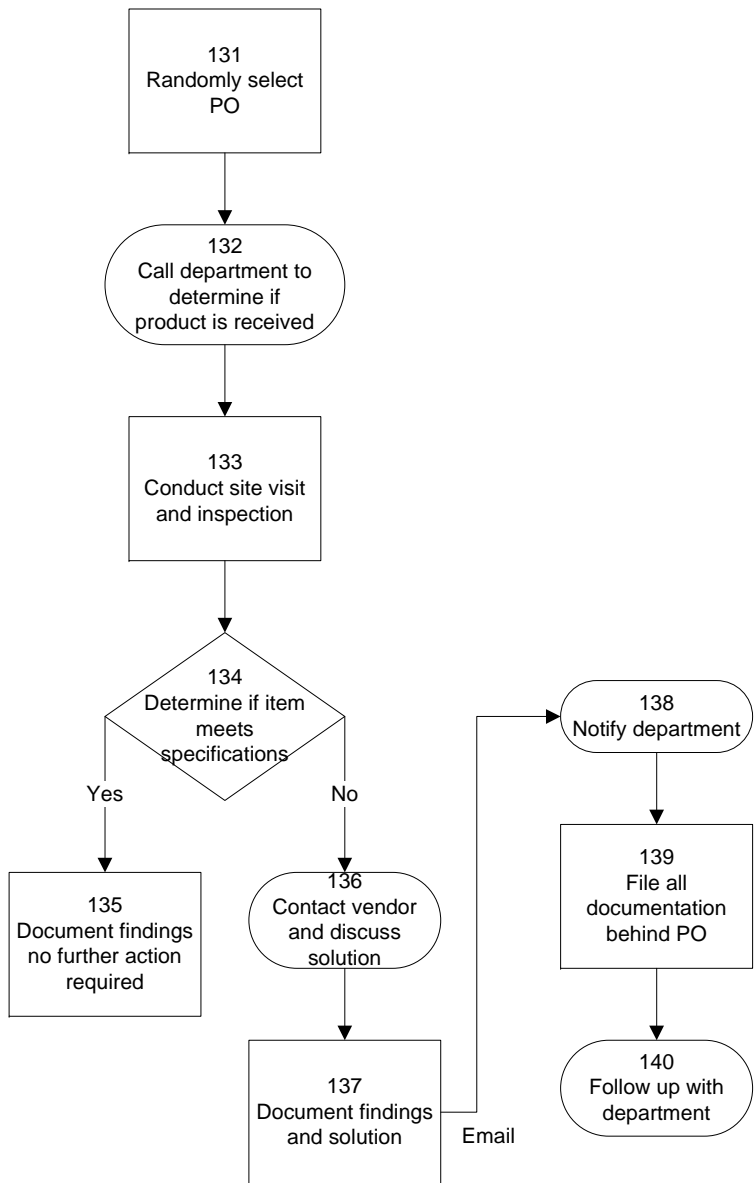 131
Randomly select
PO
132
Call department to
determine if
product is received
133
Conduct site visit
and inspection
134
Determine if item
meets
specifications
Yes
No
135
Document findings
no further action
required
136
Contact vendor
and discuss
solution
137
Document findings
and solution
Email
138
Notify department
139
File all
documentation
behind PO
140
Follow up with
department